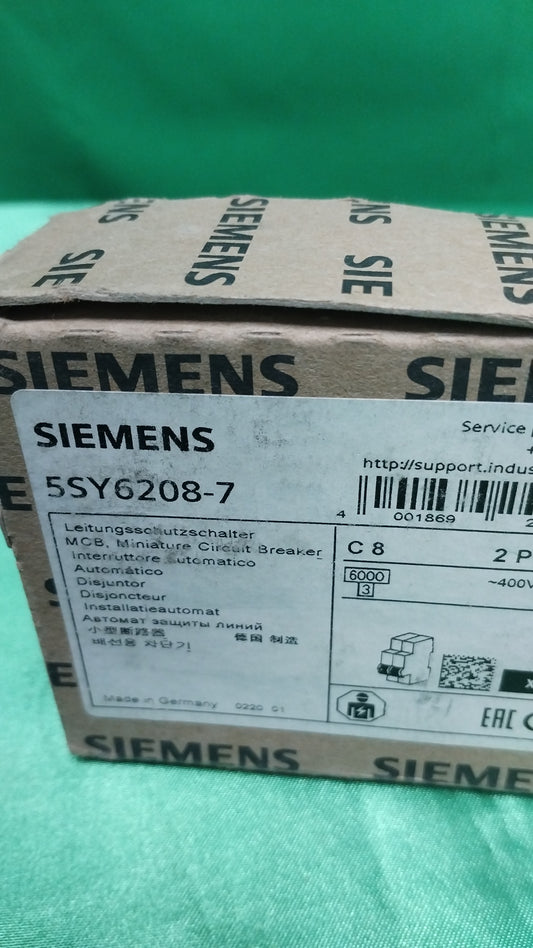 NS SIEMENS NS SIEMENS
SIE SIE
SIEMENS SIE
SIEMENS
Service
5SY6208-7
http://support.indus
4 001869 2
E
Leitungsschutzschalter
MCB, Miniature Circuit Breaker
Interruttore automatico
Automático
Disjuntor
Disjoncteur
Installatieautomat
Автомат защиты линий
小型断路器 德国 制造
배선용 차단기
C 8 2 P
6000
3
~400V
Made in Germany 0220 01
EAC
E
SIEMENS SIEME